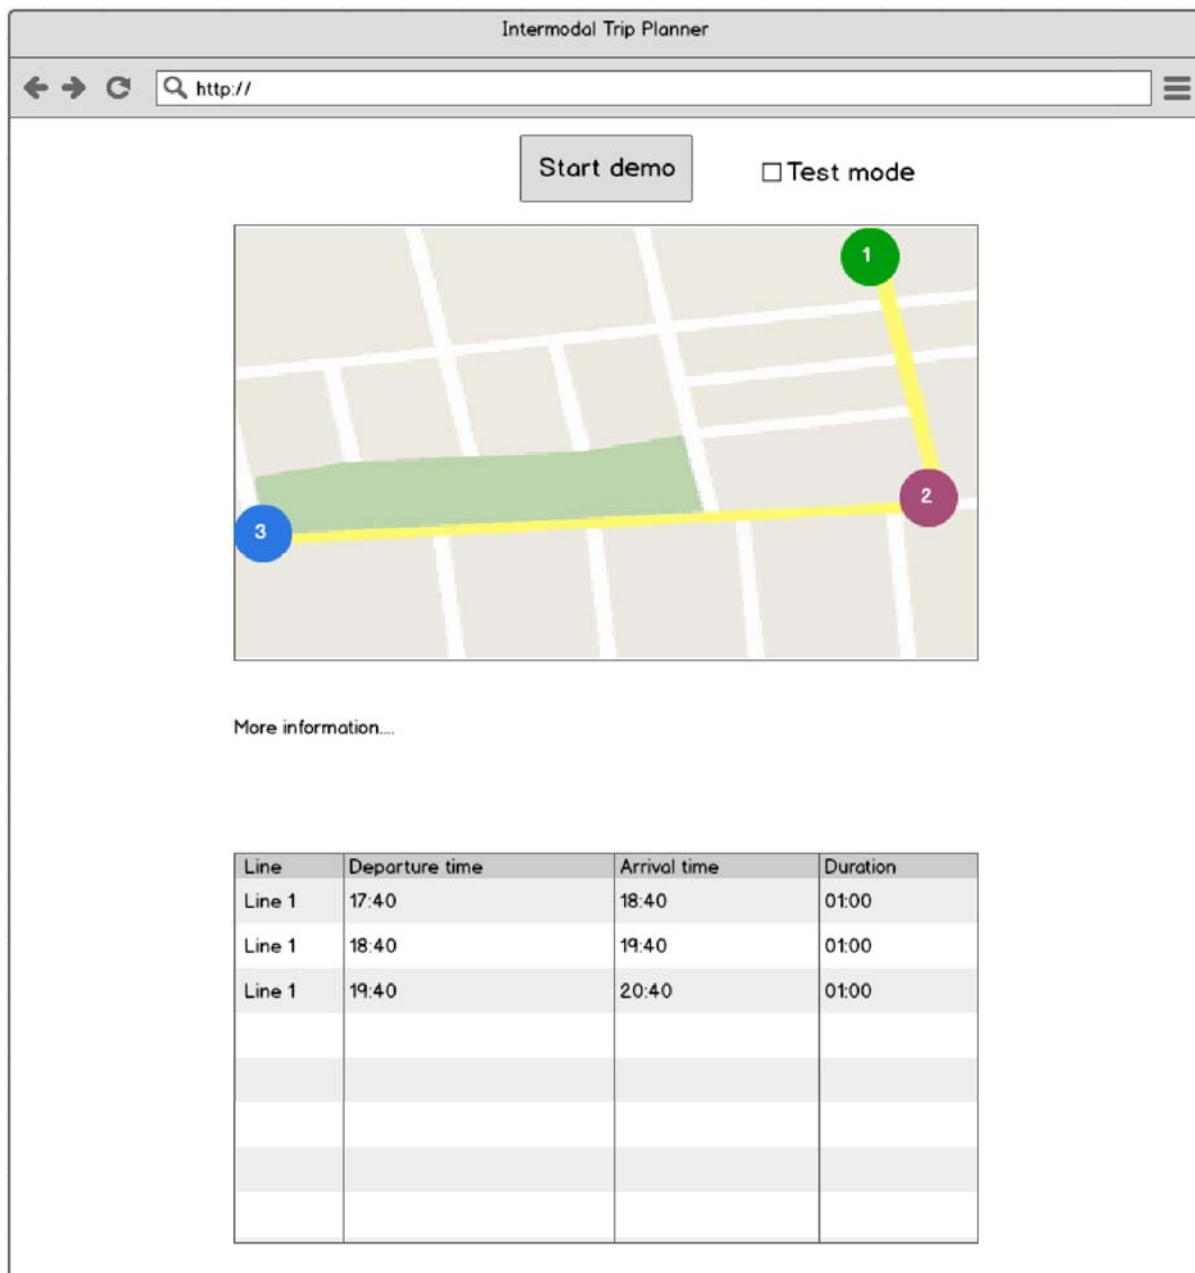 Intermodal Trip Planner
http://
Start demo
Test mode
1
2
3
More information....
Line Departure time Arrival time Duration
Line 1 17:40 18:40 01:00
Line 1 18:40 19:40 01:00
Line 1 19:40 20:40 01:00